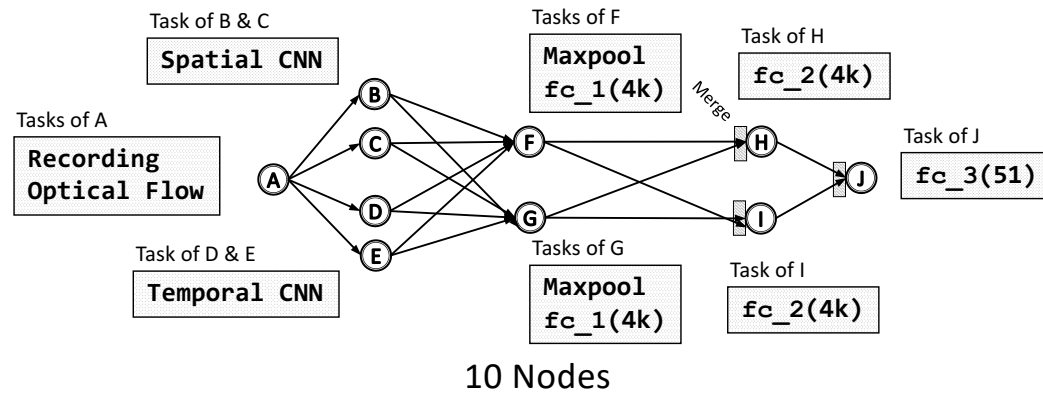 Task of B & C
Spatial CNN
Tasks of A
Recording
Optical Flow
Task of D & E
Temporal CNN
A
B
C
D
E
Tasks of F
Maxpool
fc_1(4k)
F
G
Tasks of G
Maxpool
fc_1(4k)
Merge
Task of H
fc_2(4k)
H
I
Task of I
fc_2(4k)
J
Task of J
fc_3(51)
10 Nodes